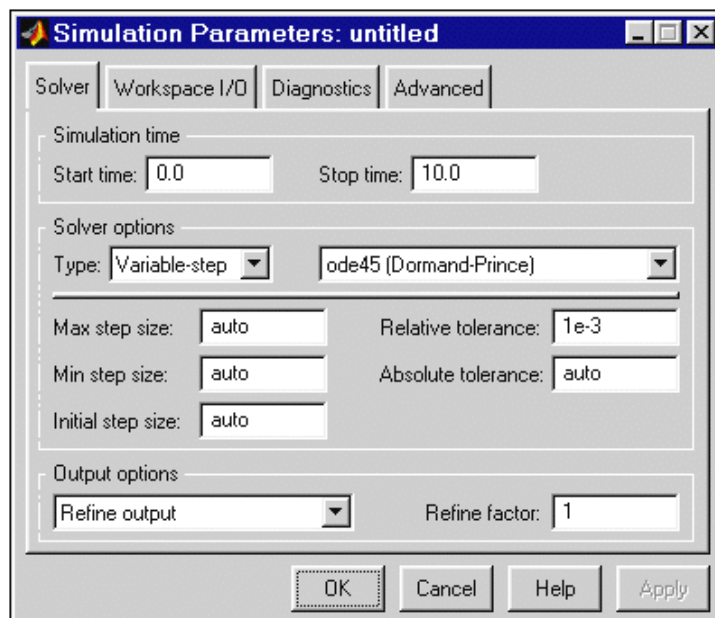 Simulation Parameters: untitled
Solver Workspace I/O Diagnostics Advanced
Simulation time
Start time: 0.0 Stop time: 10.0
Solver options
Type: Variable-step ode45 (Dormand-Prince)
Max step size: auto Relative tolerance: 1e-3
Min step size: auto Absolute tolerance: auto
Initial step size: auto
Output options
Refine output Refine factor: 1
OK Cancel Help Apply